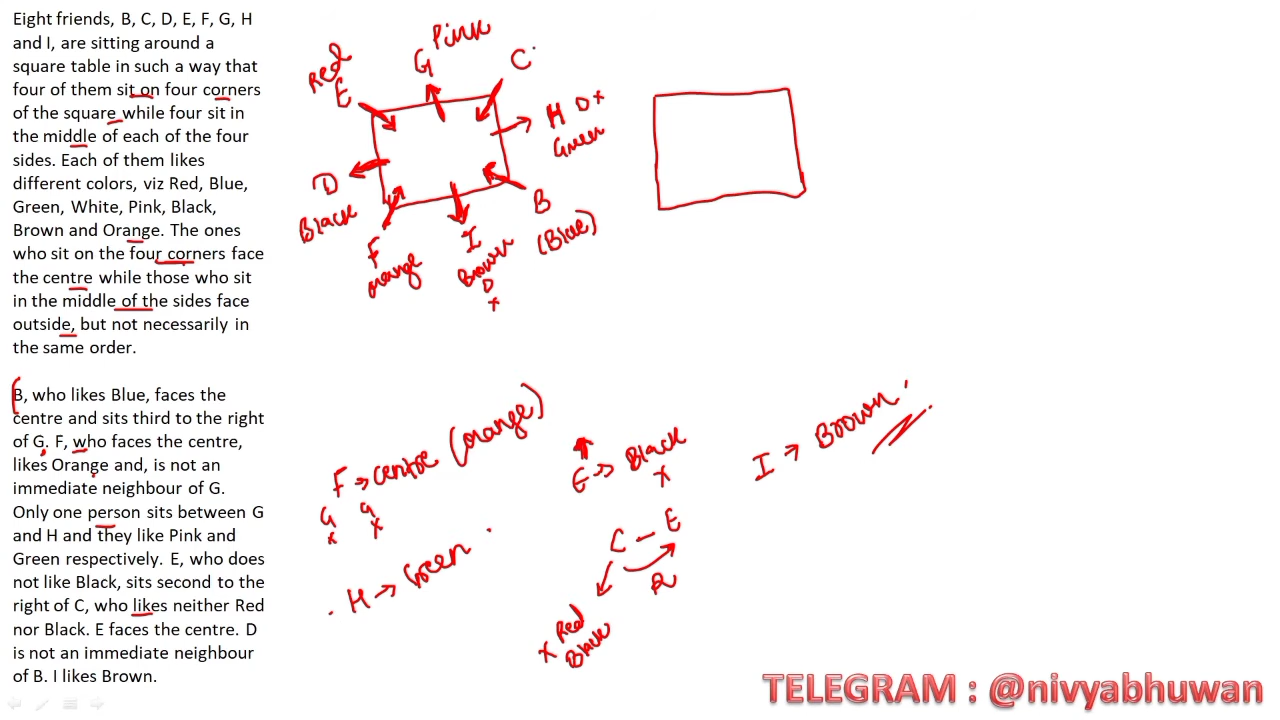 Eight friends, B, C, D, E, F, G, H
and I, are sitting around a
square table in such a way that
four of them sit on four corners
of the square while four sit in
the middle of each of the four
sides. Each of them likes
different colors, viz Red, Blue,
Green, White, Pink, Black,
Brown and Orange. The ones
who sit on the four corners face
the centre while those who sit
in the middle of the sides face
outside, but not necessarily in
the same order.
B, who likes Blue, faces the
centre and sits third to the right
of G. F, who faces the centre,
likes Orange and, is not an
immediate neighbour of G.
Only one person sits between G
and H and they like Pink and
Green respectively. E, who does
not like Black, sits second to the
right of C, who likes neither Red
nor Black. E faces the centre. D
is not an immediate neighbour
of B. I likes Brown.
Red
E
Pink
G
C
H D x
Green
D
Black
F
orange
I
Brown
D
x
B
(Blue)
F → centre (orange)
G G
x x
H → Green
E → Black
x
C - E
R
x Red
Black
I → Brown
TELEGRAM : @nivyabhuwan